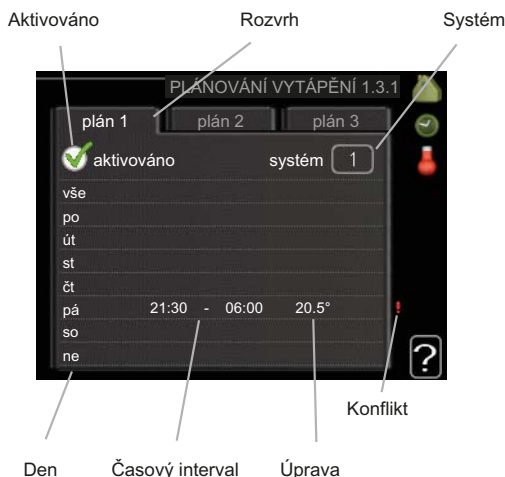 Aktivováno Rozvrh Systém
PLÁNOVÁNÍ VYTÁPĚNÍ 1.3.1
plán 1 plán 2 plán 3
aktivováno systém 1
vše
po
út
st
čt
pá 21:30 - 06:00 20.5° !
so
ne
?
Konflikt
Den Časový interval Úprava